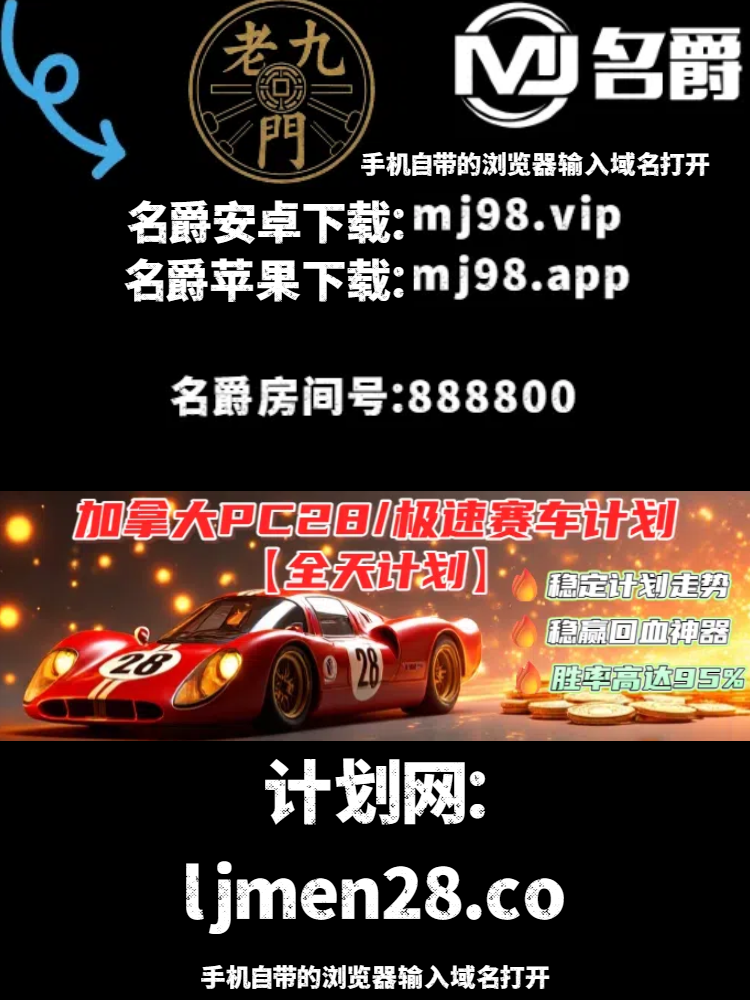 老九
門
MJ 名爵
手机自带的浏览器输入域名打开
名爵安卓下载:mj98.vip
名爵苹果下载:mj98.app
名爵房间号:888800
加拿大PC28/极速赛车计划
【全天计划】
稳定计划走势
稳赢回血神器
胜率高达95%
28
28
计划网:
ljmen28.co
手机自带的浏览器输入域名打开